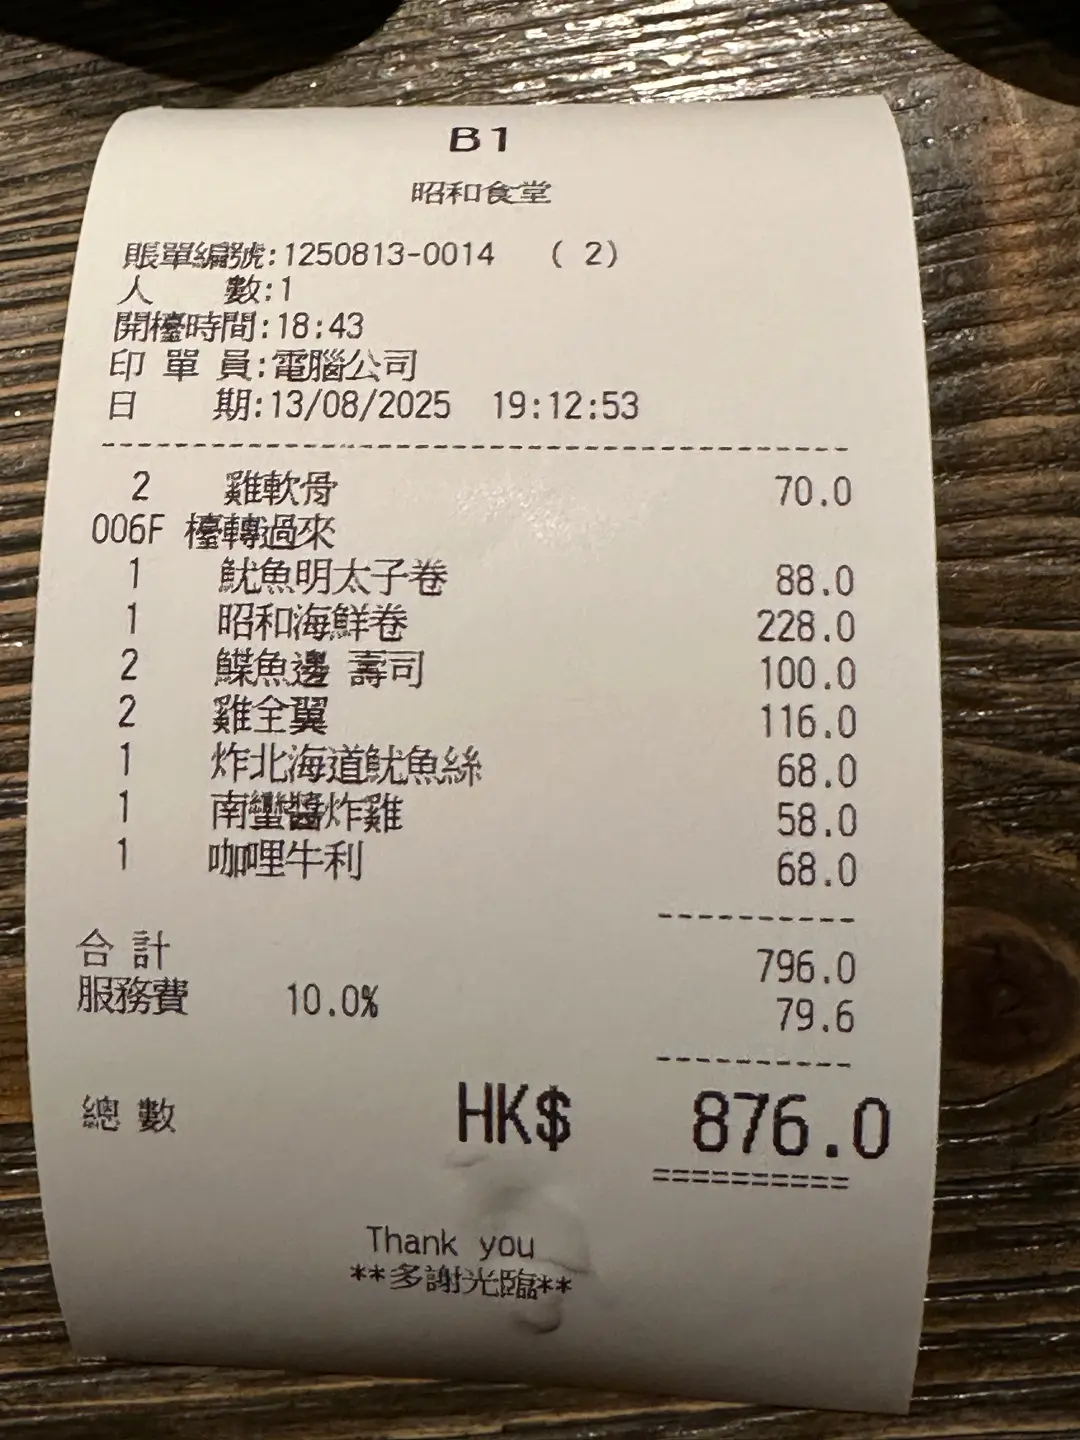 B1
昭和食堂
賬單編號:1250813-0014 ( 2)
人 數:1
開檯時間:18:43
印 單 員:電腦公司
日 期:13/08/2025 19:12:53
2 雞軟骨 70.0
006F 檯轉過來
1 魷魚明太子卷 88.0
1 昭和海鮮卷 228.0
2 鰈魚邊 壽司 100.0
2 雞全翼 116.0
1 炸北海道魷魚絲 68.0
1 南蠻醬炸雞 58.0
1 咖哩牛利 68.0
合 計 796.0
服務費 10.0% 79.6
總 數 HK$ 876.0
Thank you
**多謝光臨**